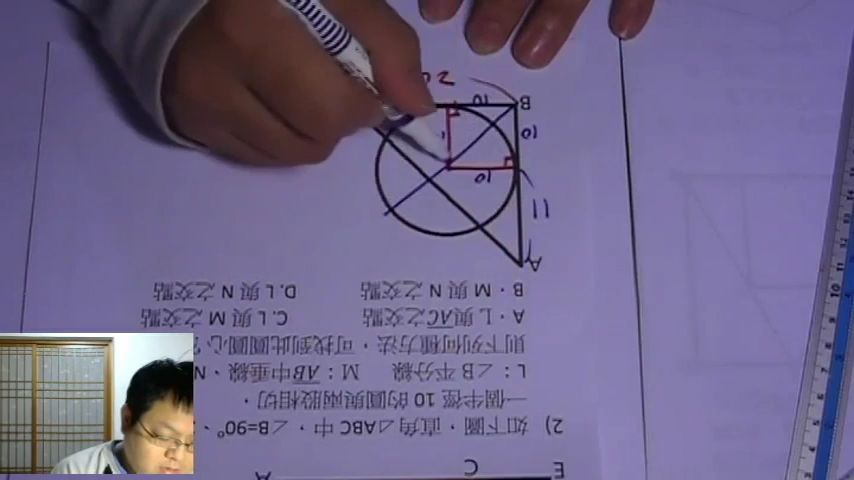 E C A
2) 如下圖，直角△ABC 中，∠B=90°、
一個半徑 10 的圓與兩股相切，
L：∠B 平分線 M：AB中垂線、N
則下列何種方法，可找到此圓圓心
A．L 與AC之交點 C. L 與 M 之交點
B．M 與 N 之交點 D. L 與 N 之交點
A
11
10
10
B
10
20